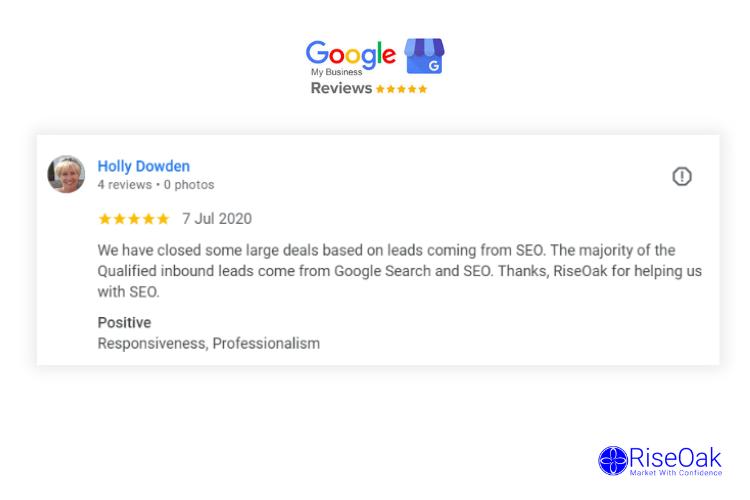 Google
My Business
G
Reviews
Holly Dowden
4 reviews • 0 photos
7 Jul 2020
We have closed some large deals based on leads coming from SEO. The majority of the
Qualified inbound leads come from Google Search and SEO. Thanks, RiseOak for helping us
with SEO.
Positive
Responsiveness, Professionalism
RiseOak
Market With Confidence